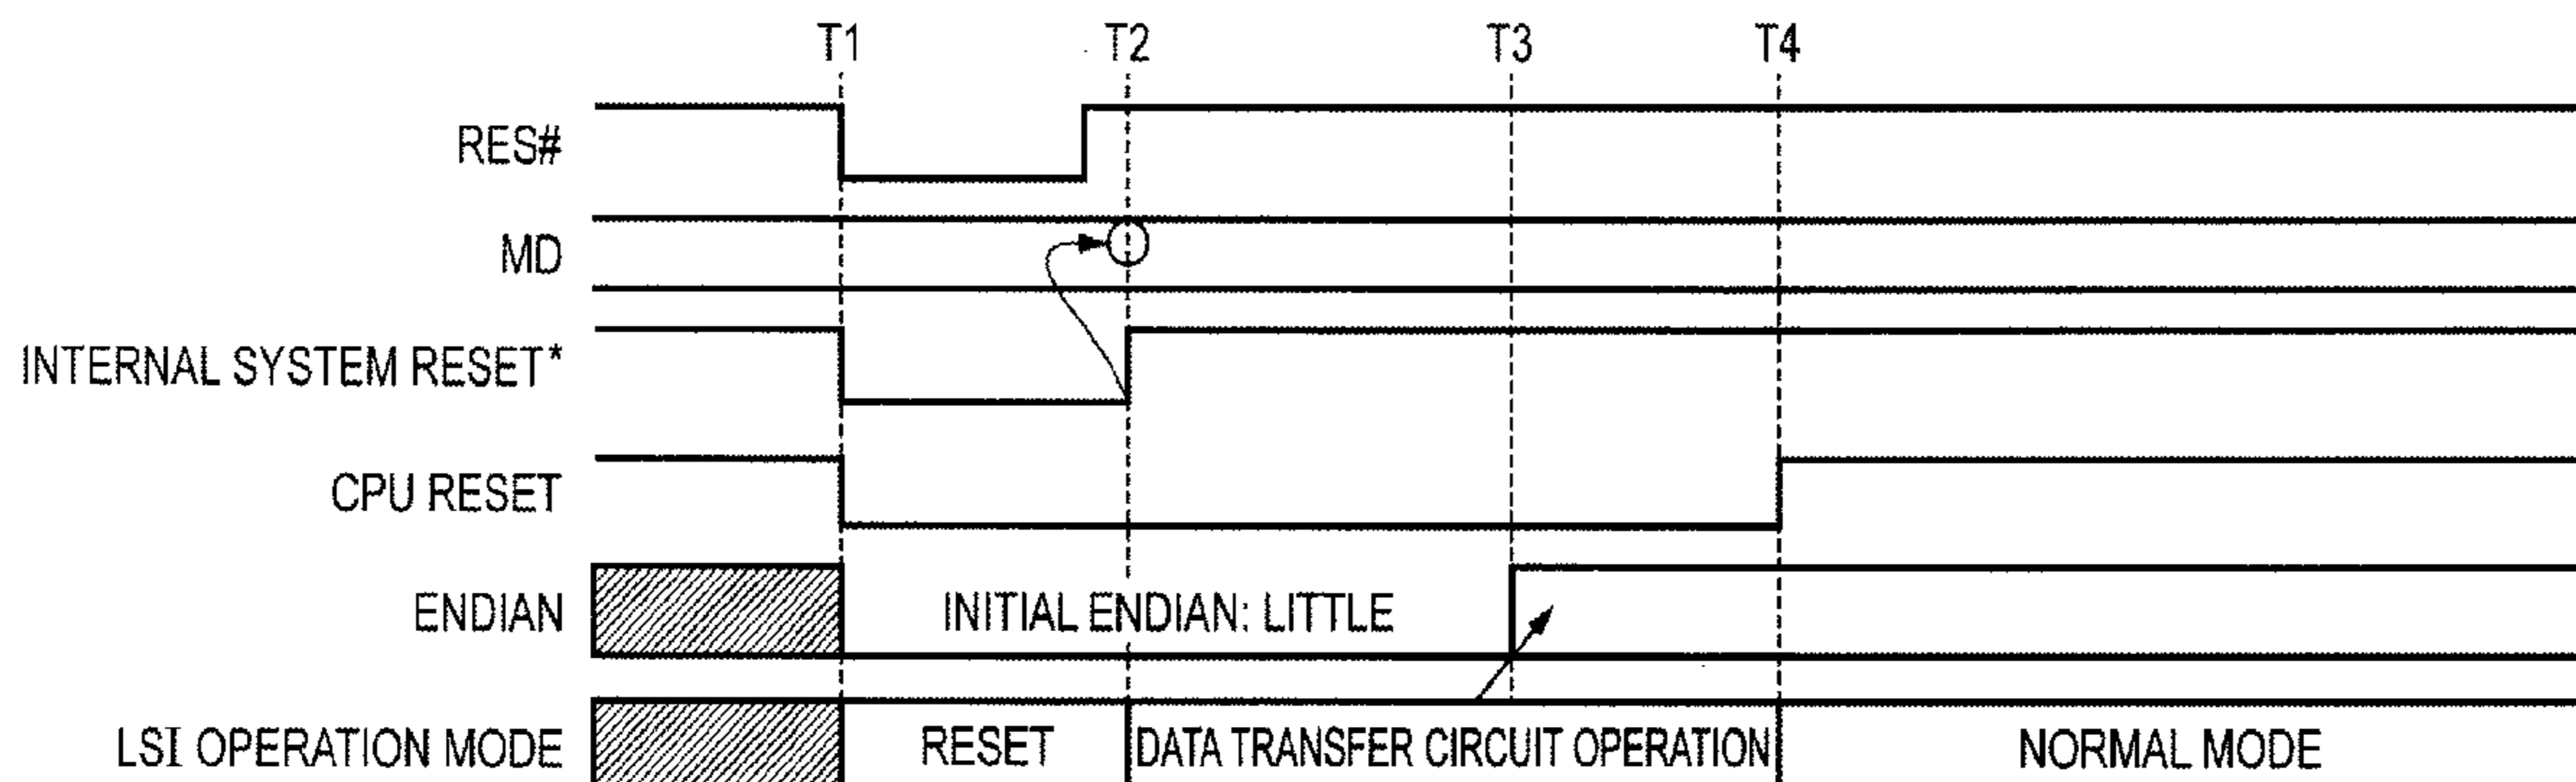 T1 T2 T3 T4
RES#
MD
INTERNAL SYSTEM RESET*
CPU RESET
ENDIAN INITIAL ENDIAN: LITTLE
LSI OPERATION MODE RESET DATA TRANSFER CIRCUIT OPERATION NORMAL MODE